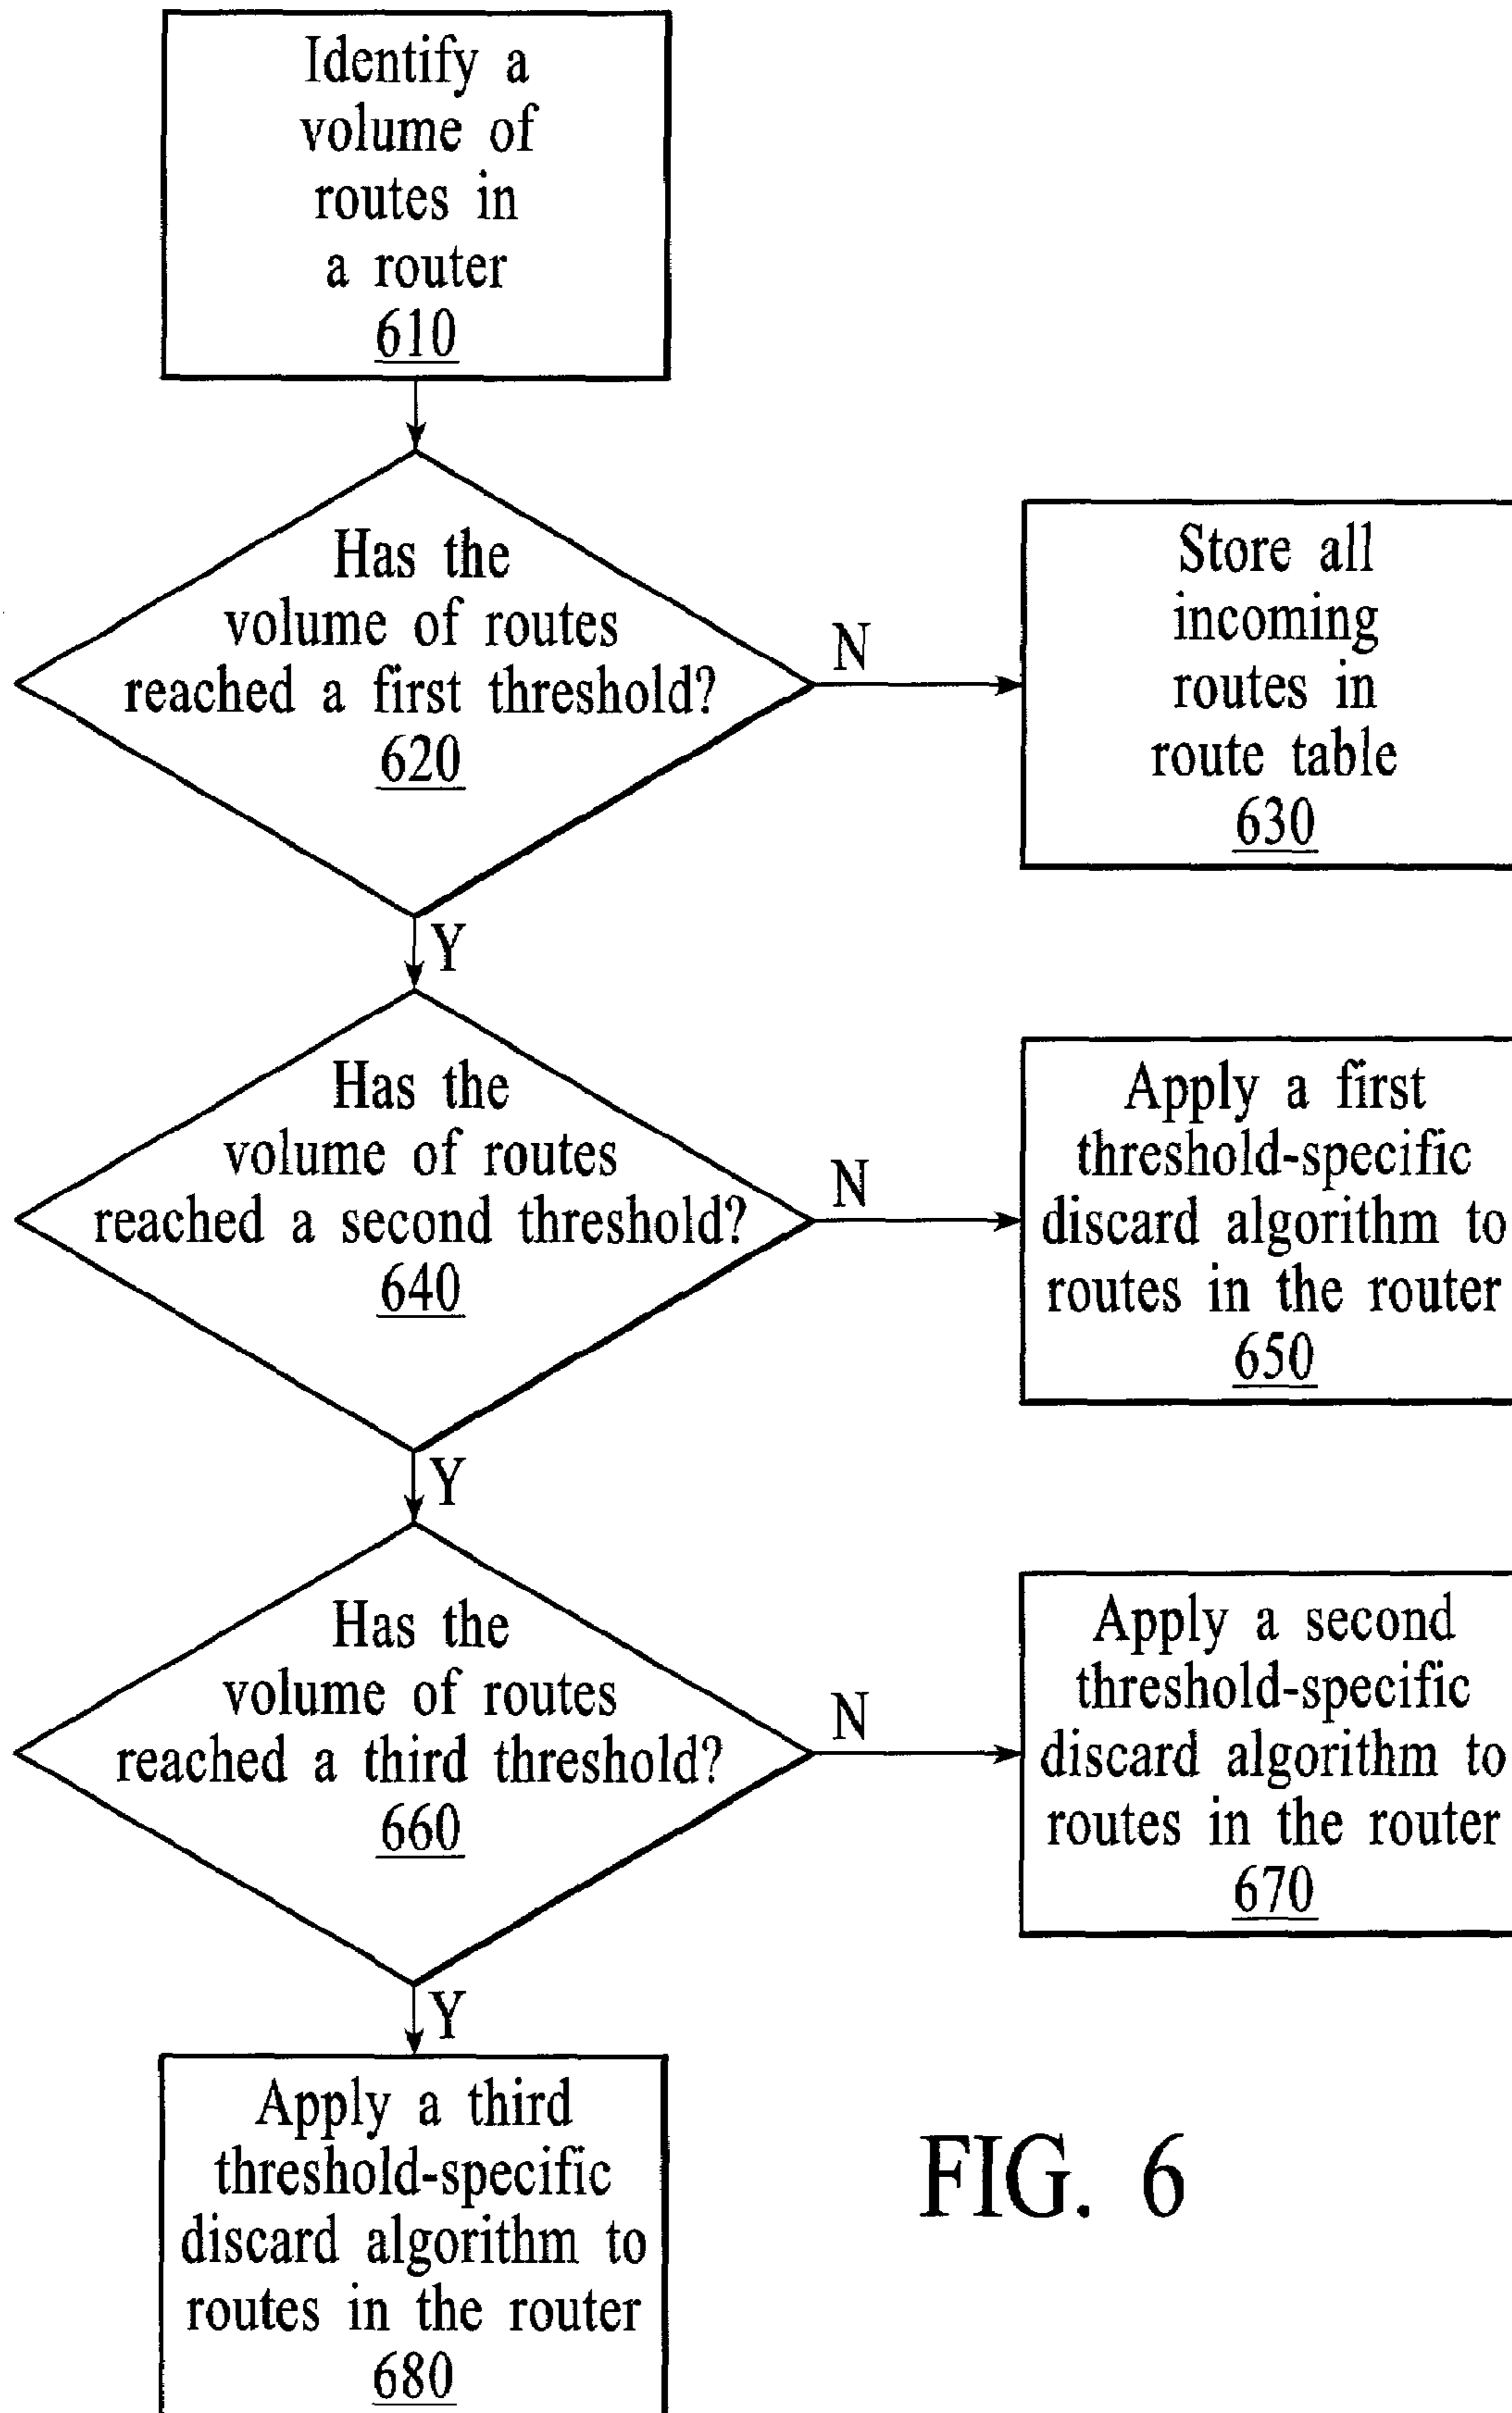 Identify a
volume of
routes in
a router
610
Has the
volume of routes
reached a first threshold?
620
N
Store all
incoming
routes in
route table
630
Y
Has the
volume of routes
reached a second threshold?
640
N
Apply a first
threshold-specific
discard algorithm to
routes in the router
650
Y
Has the
volume of routes
reached a third threshold?
660
N
Apply a second
threshold-specific
discard algorithm to
routes in the router
670
Y
Apply a third
threshold-specific
discard algorithm to
routes in the router
680
FIG. 6